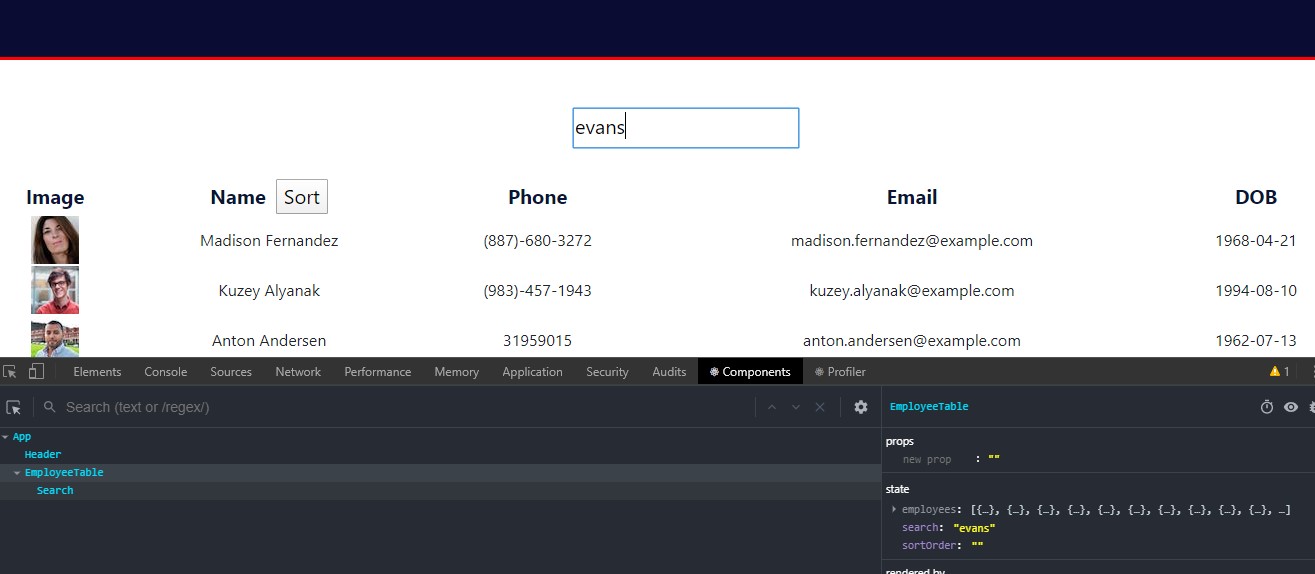 evans
Image Name Sort Phone Email DOB
Madison Fernandez (887)-680-3272 madison.fernandez@example.com 1968-04-21
Kuzey Alyanak (983)-457-1943 kuzey.alyanak@example.com 1994-08-10
Anton Andersen 31959015 anton.andersen@example.com 1962-07-13
Elements Console Sources Network Performance Memory Application Security Audits Components Profiler 1
Search (text or /regex/)
App
Header
EmployeeTable
Search
EmployeeTable
props
new prop : ""
state
employees: [{…}, {…}, {…}, {…}, {…}, {…}, {…}, {…}, {…}, {…}, …]
search: "evans"
sortOrder: ""
rendered by